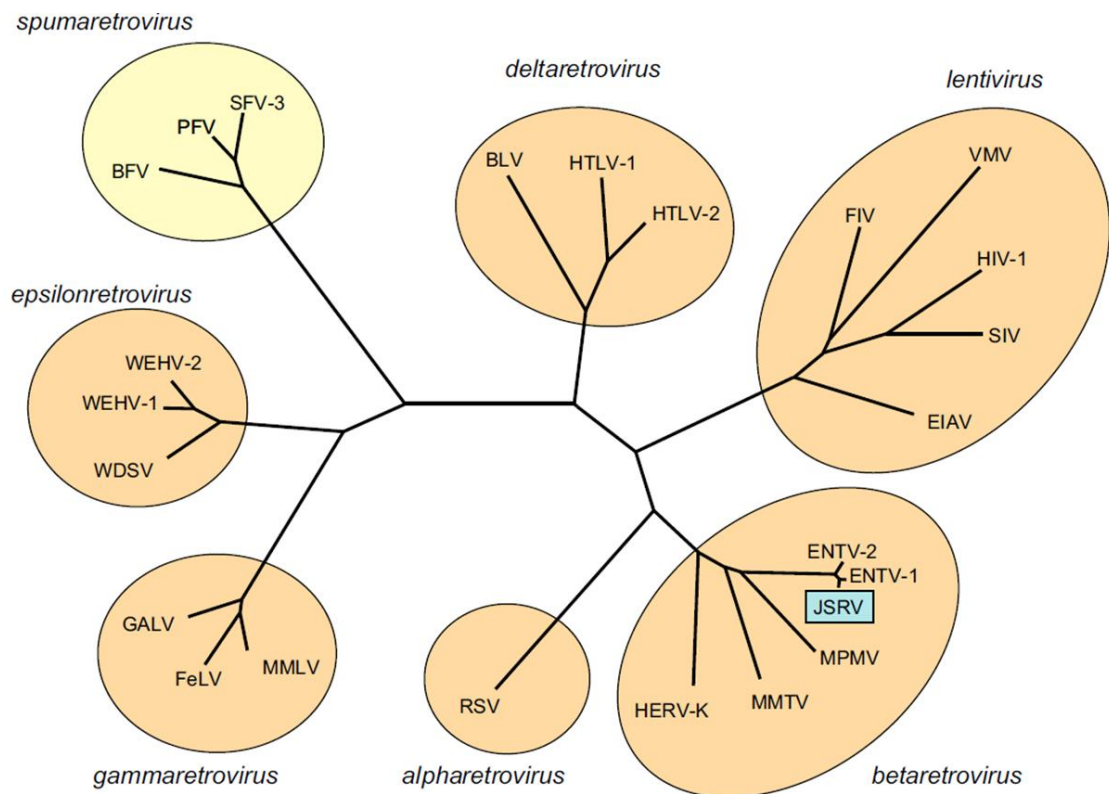 spumaretrovirus
SFV-3
PFV
BFV
deltaretrovirus
BLV
HTLV-1
HTLV-2
lentivirus
VMV
FIV
HIV-1
SIV
EIAV
epsilonretrovirus
WEHV-2
WEHV-1
WDSV
GALV
FeLV
MMLV
gammaretrovirus
RSV
alpharetrovirus
ENTV-2
ENTV-1
JSRV
MPMV
MMTV
HERV-K
betaretrovirus